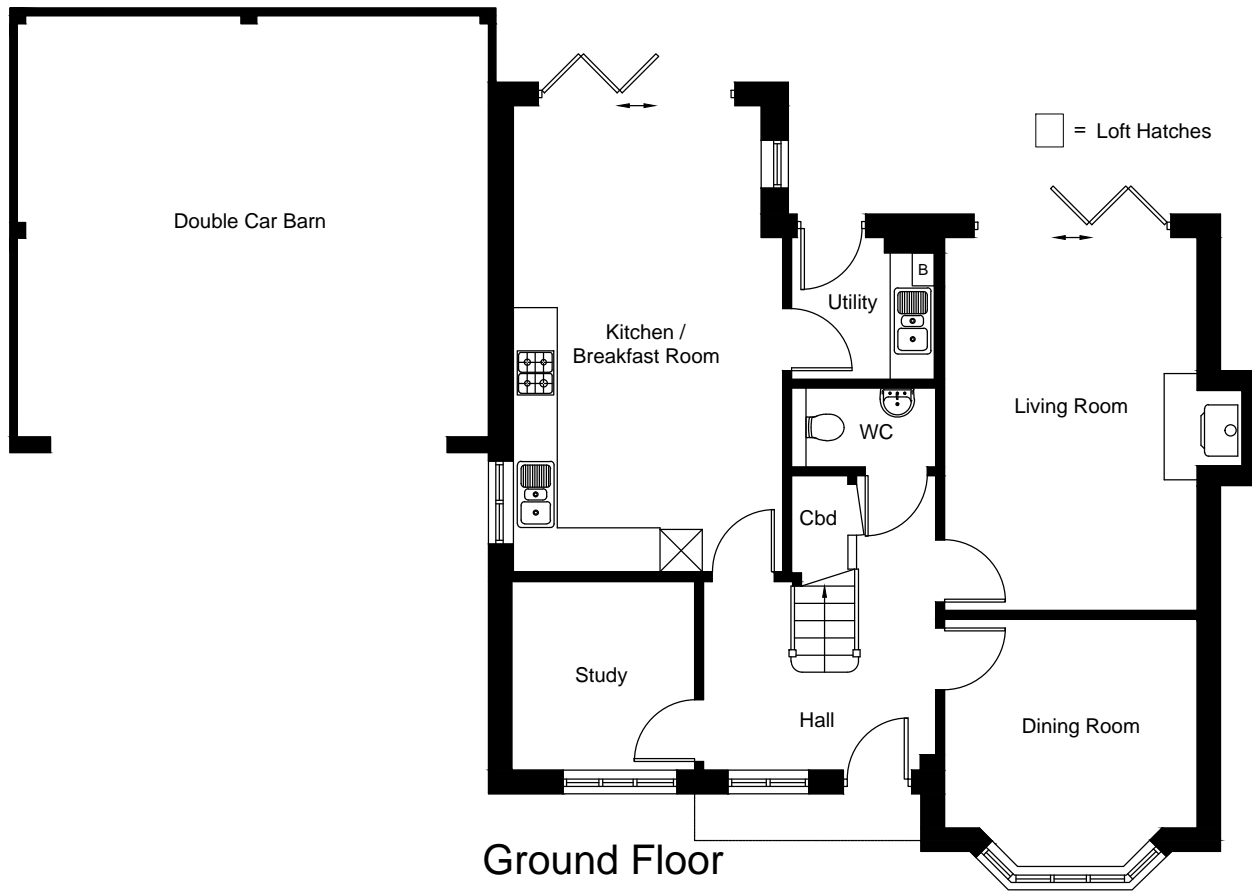 = Loft Hatches
Double Car Barn
B
Utility
Kitchen /
Breakfast Room
Living Room
WC
Cbd
Study
Hall
Dining Room
Ground Floor